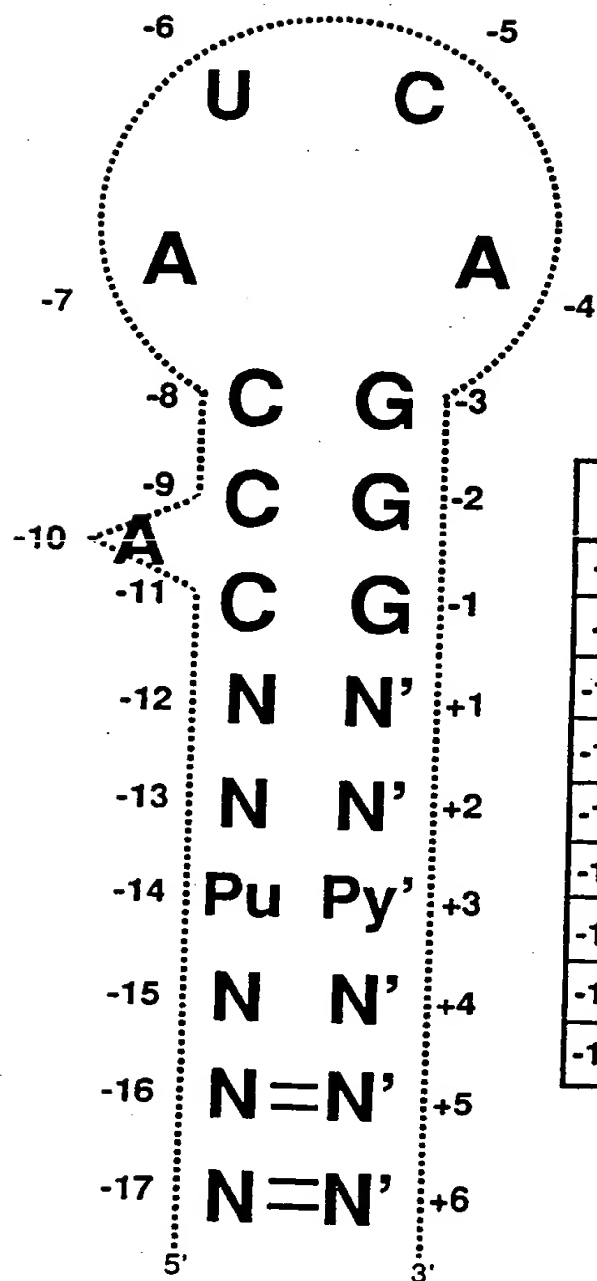 -6 -5
U C
A A
-7 -4
-8 C G -3
-9 C G -2
-10 A
-11 C G -1
-12 N N' +1
-13 N N' +2
-14 Pu Py' +3
-15 N N' +4
-16 N N' +5
-17 N N' +6
5' 3'